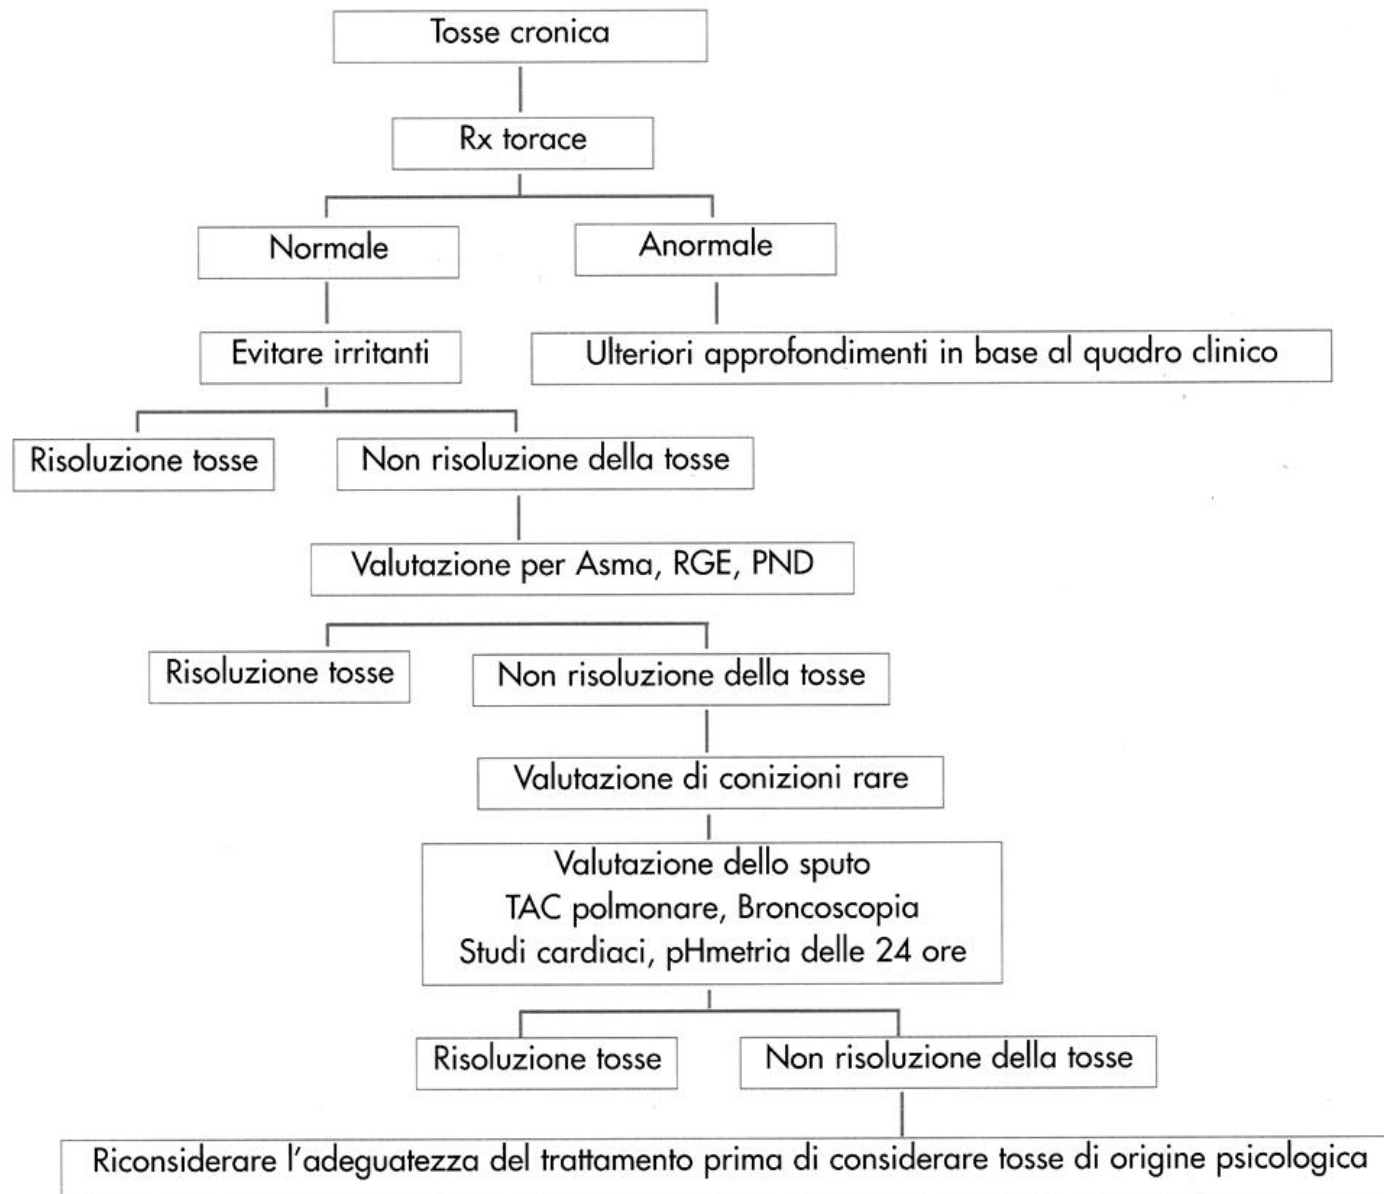 Tosse cronica
Rx torace
Normale
Anormale
Evitare irritanti
Ulteriori approfondimenti in base al quadro clinico
Risoluzione tosse
Non risoluzione della tosse
Valutazione per Asma, RGE, PND
Risoluzione tosse
Non risoluzione della tosse
Valutazione di conizioni rare
Valutazione dello sputo
TAC polmonare, Broncoscopia
Studi cardiaci, pHmetria delle 24 ore
Risoluzione tosse
Non risoluzione della tosse
Riconsiderare l'adeguatezza del trattamento prima di considerare tosse di origine psicologica